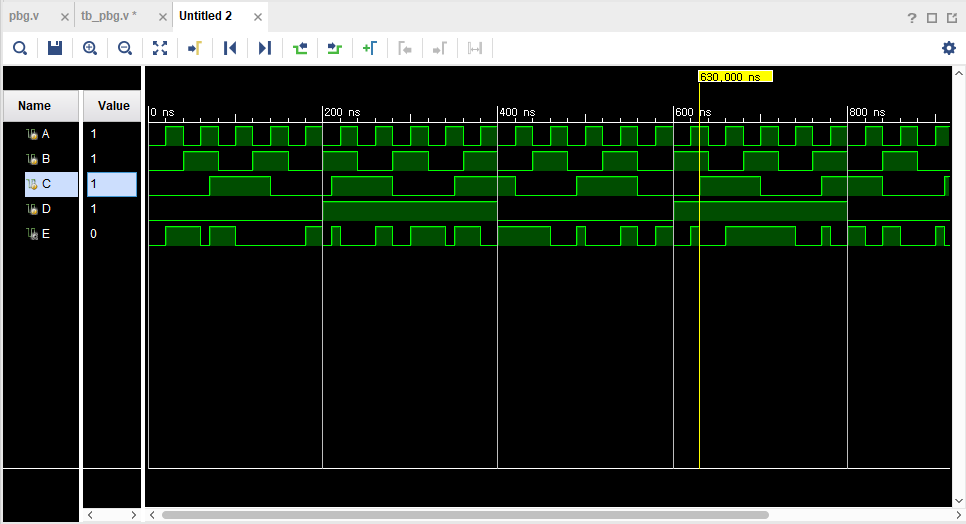 pbg.v × tb_pbg.v * × Untitled 2 ×
?
630,000 ns
Name Value
0 ns 200 ns 400 ns 600 ns 800 ns
A 1
B 1
C 1
D 1
E 0